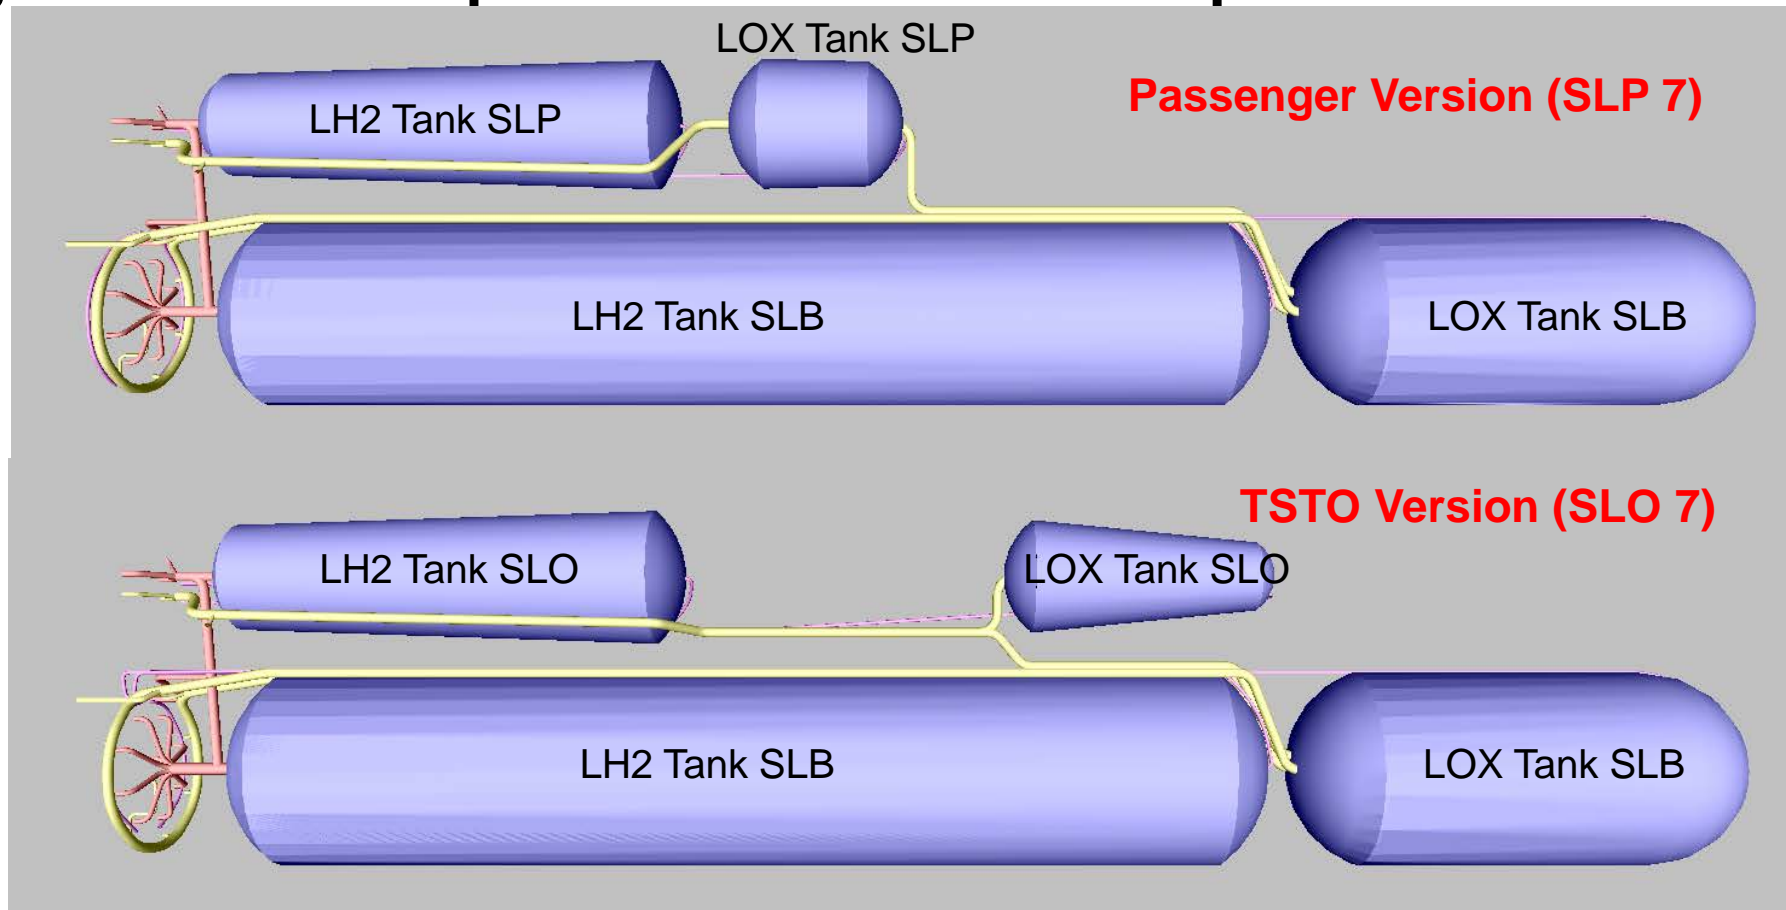 LOX Tank SLP
Passenger Version (SLP 7)
LH2 Tank SLP
LH2 Tank SLB
LOX Tank SLB
TSTO Version (SLO 7)
LH2 Tank SLO
LOX Tank SLO
LH2 Tank SLB
LOX Tank SLB